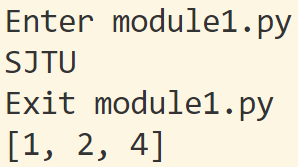 Enter module1.py
SJTU
Exit module1.py
[1, 2, 4]